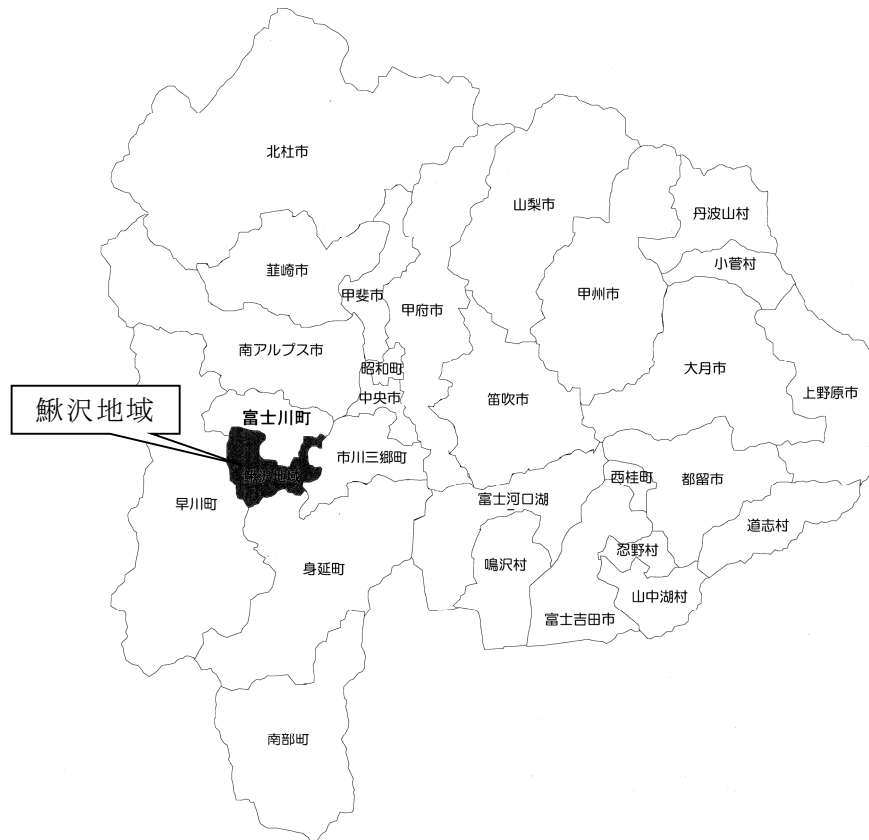 北杜市
山梨市
丹波山村
小菅村
韮崎市
甲斐市
甲府市
甲州市
南アルプス市
昭和町
大月市
上野原市
中央市
笛吹市
鰍沢地域
富士川町
市川三郷町
鰍沢地域
西桂町
都留市
早川町
富士河口湖
道志村
身延町
鳴沢村
忍野村
山中湖村
富士吉田市
南部町